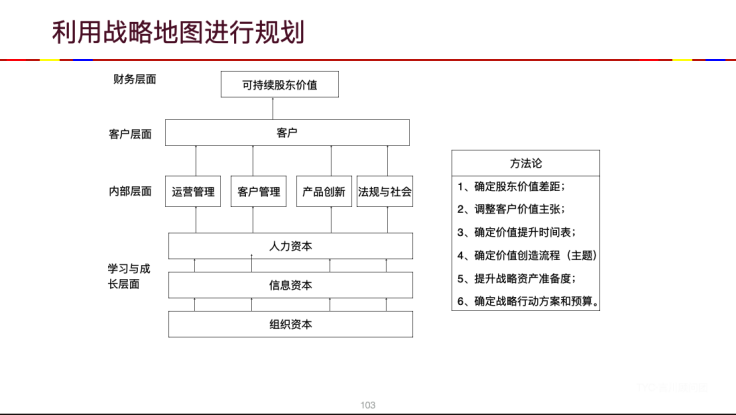 利用战略地图进行规划
财务层面
可持续股东价值
客户层面
客户
内部层面
运营管理
客户管理
产品创新
法规与社会
学习与成
长层面
人力资本
信息资本
组织资本
方法论
1、确定股东价值差距；
2、调整客户价值主张；
3、确定价值提升时间表；
4、确定价值创造流程（主题）
5、提升战略资产准备度；
6、确定战略行动方案和预算。
103